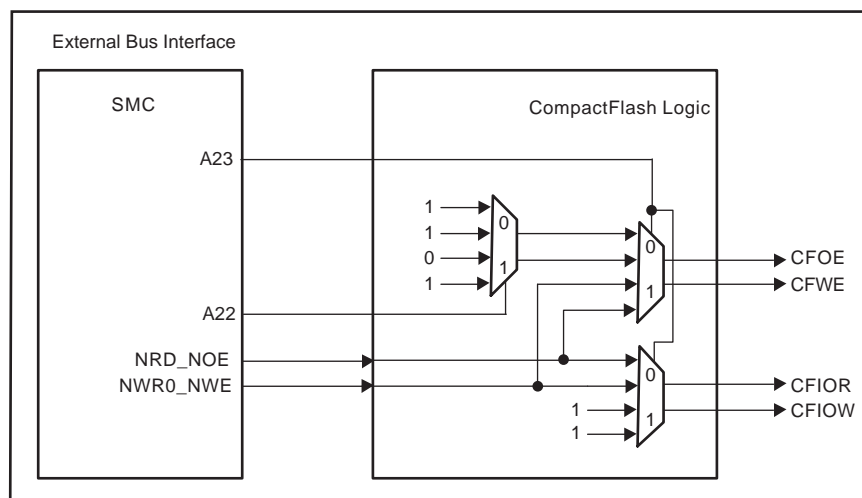 External Bus Interface
SMC
CompactFlash Logic
A23
1
1
0
1
0
1
A22
0
1
CFOE
CFWE
NRD_NOE
NWR0_NWE
0
1
1
1
CFIOR
CFIOW